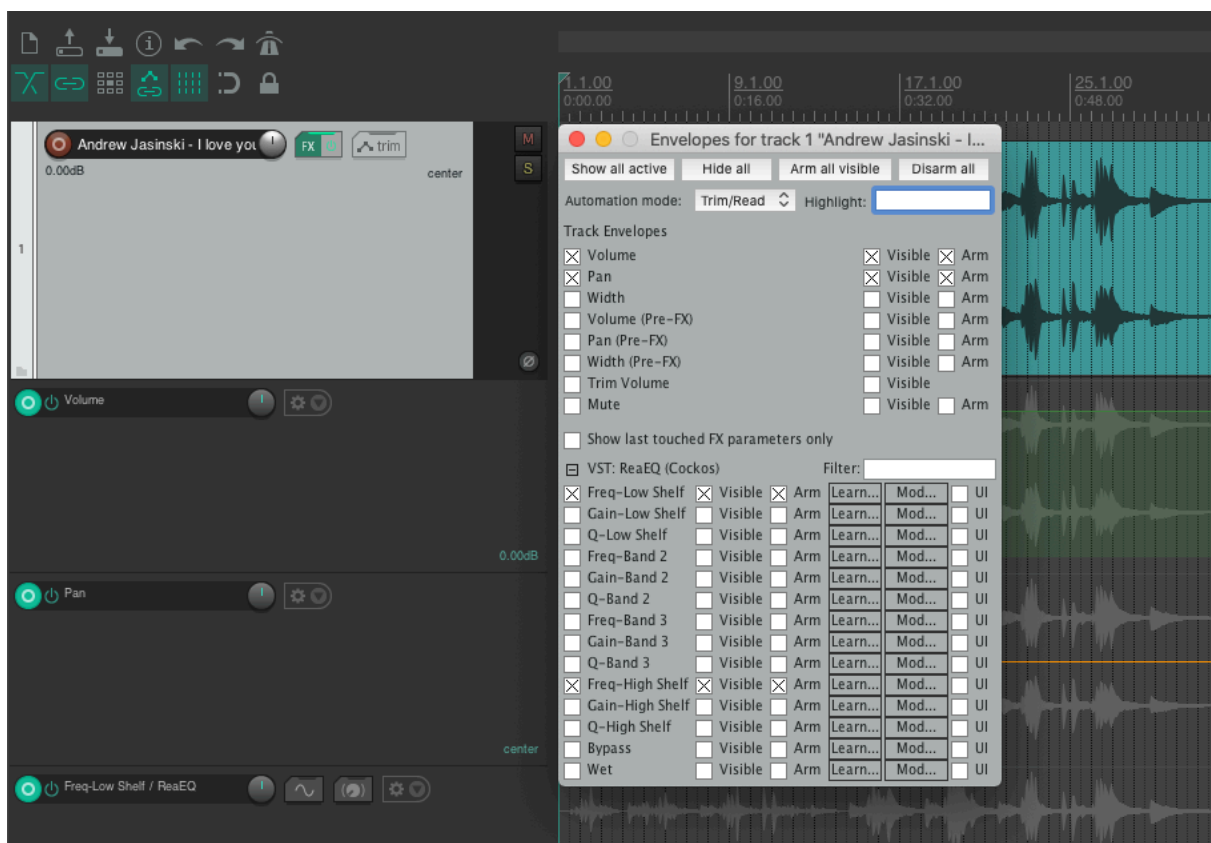 1.1.00 9.1.00 17.1.00 25.1.00
0:00.00 0:16.00 0:32.00 0:48.00
Andrew Jasinski - I love you FX trim M
0.00dB center S
1
Envelopes for track 1 "Andrew Jasinski - I...
Show all active Hide all Arm all visible Disarm all
Automation mode: Trim/Read Highlight:
Track Envelopes
Volume Visible Arm
Pan Visible Arm
Width Visible Arm
Volume (Pre-FX) Visible Arm
Pan (Pre-FX) Visible Arm
Width (Pre-FX) Visible Arm
Trim Volume Visible
Mute Visible Arm
Show last touched FX parameters only
VST: ReaEQ (Cockos) Filter:
Freq-Low Shelf Visible Arm Learn... Mod... UI
Gain-Low Shelf Visible Arm Learn... Mod... UI
Q-Low Shelf Visible Arm Learn... Mod... UI
Freq-Band 2 Visible Arm Learn... Mod... UI
Gain-Band 2 Visible Arm Learn... Mod... UI
Q-Band 2 Visible Arm Learn... Mod... UI
Freq-Band 3 Visible Arm Learn... Mod... UI
Gain-Band 3 Visible Arm Learn... Mod... UI
Q-Band 3 Visible Arm Learn... Mod... UI
Freq-High Shelf Visible Arm Learn... Mod... UI
Gain-High Shelf Visible Arm Learn... Mod... UI
Q-High Shelf Visible Arm Learn... Mod... UI
Bypass Visible Arm Learn... Mod... UI
Wet Visible Arm Learn... Mod... UI
Volume
0.00dB
Pan
center
Freq-Low Shelf / ReaEQ